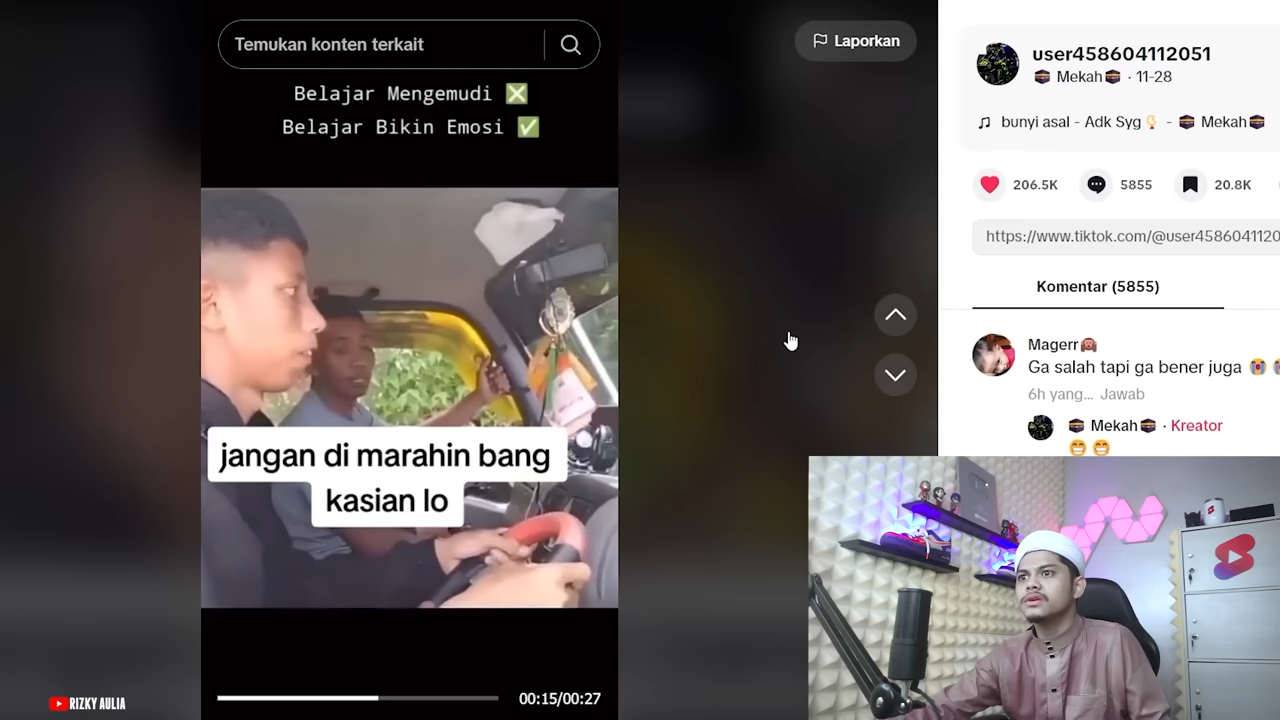 Temukan konten terkait
Laporkan
Belajar Mengemudi ❎
Belajar Bikin Emosi ✅
jangan di marahin bang
kasian lo
00:15/00:27
RIZKY AULIA
user458604112051
🕋 Mekah🕋 · 11-28
bunyi asal - Adk Syg - 🕋 Mekah🕋
206.5K
5855
20.8K
https://www.tiktok.com/@user4586041120
Komentar (5855)
Magerr
Ga salah tapi ga bener juga 😭
6h yang... Jawab
🕋 Mekah🕋 · Kreator
😁 😁